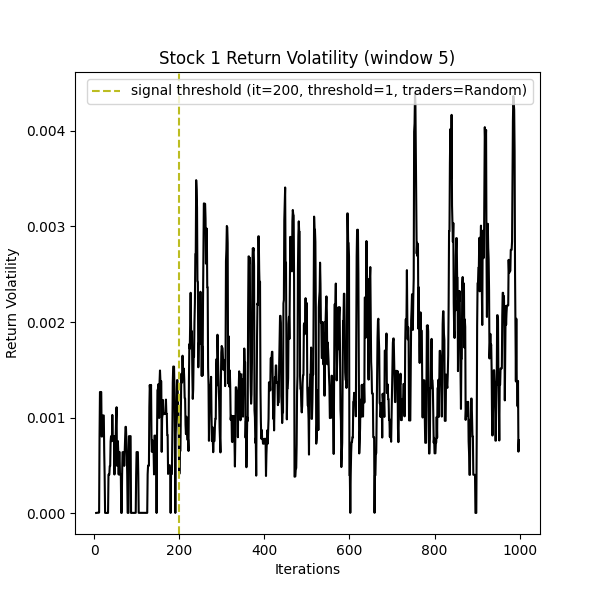 Stock 1 Return Volatility (window 5)
signal threshold (it=200, threshold=1, traders=Random)
0.004
0.003
0.002
0.001
0.000
Return Volatility
0
200
400
600
800
1000
Iterations